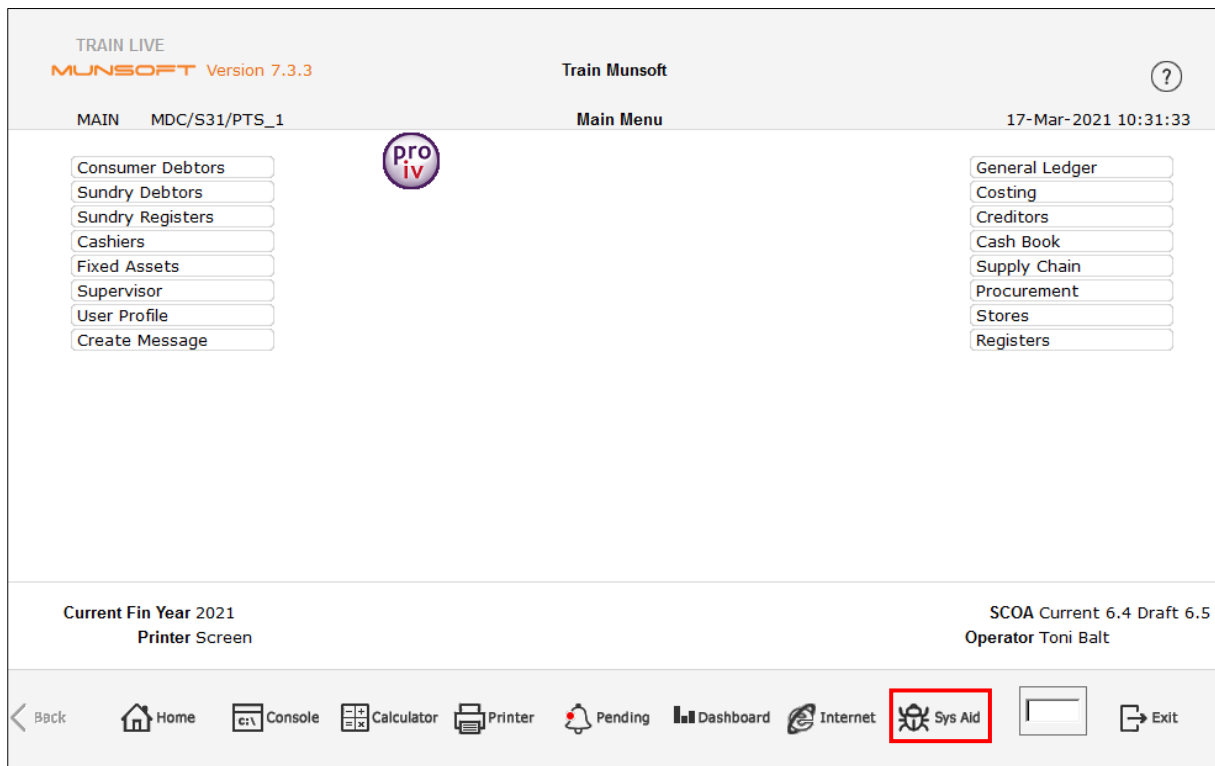 TRAIN LIVE
MUNSOFT Version 7.3.3 Train Munsoft ?
MAIN MDC/S31/PTS_1 Main Menu 17-Mar-2021 10:31:33
pro
iv
Consumer Debtors General Ledger
Sundry Debtors Costing
Sundry Registers Creditors
Cashiers Cash Book
Fixed Assets Supply Chain
Supervisor Procurement
User Profile Stores
Create Message Registers
Current Fin Year 2021 SCOA Current 6.4 Draft 6.5
Printer Screen Operator Toni Balt
Back Home C:\ Console Calculator Printer Pending Dashboard Internet Sys Aid Exit